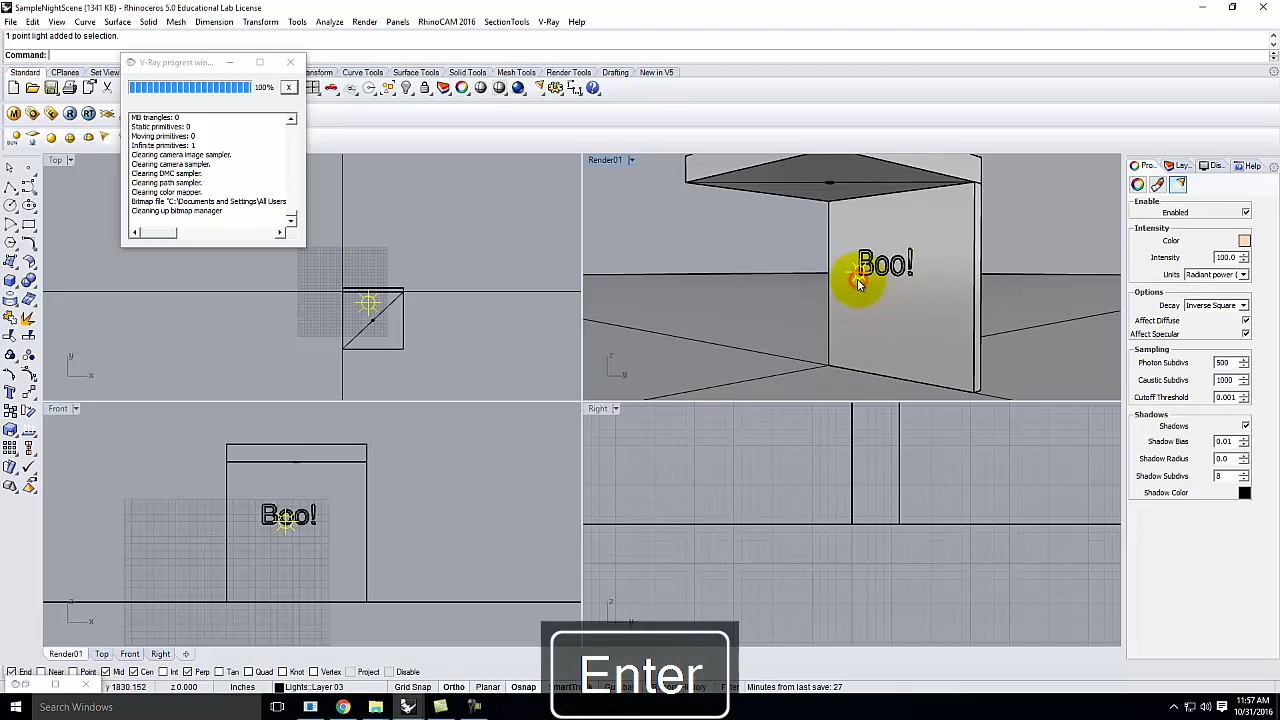 SampleNightScene (1341 KB) - Rhinoceros 5.0 Educational Lab License
File Edit View Curve Surface Solid Mesh Dimension Transform Tools Analyze Render Panels RhinoCAM 2016 SectionTools V-Ray Help
1 point light added to selection.
Command:
V-Ray progress win...
Standard CPlanes Set View
Curve Tools Surface Tools Solid Tools Mesh Tools Render Tools Drafting New in V5
100%
X
MB triangles: 0
Static primitives: 0
Moving primitives: 0
Infinite primitives: 1
Clearing camera image sampler.
Clearing camera sampler.
Clearing DMC sampler.
Clearing path sampler.
Clearing color mapper.
Bitmap file "C:\Documents and Settings\All Users
Cleaning up bitmap manager
M
R RT
SUN
Top
y
x
Render01
Boo!
z
y
Front
Boo!
z
x
Right
z
y
Pro... Lay... Dis... Help
Enable
Enabled
Intensity
Color
Intensity 100.0
Units Radiant power (
Options
Decay Inverse Square
Affect Diffuse
Affect Specular
Sampling
Photon Subdivs 500
Caustic Subdivs 1000
Cutoff Threshold 0.001
Shadows
Shadows
Shadow Bias 0.01
Shadow Radius 0.0
Shadow Subdivs 8
Shadow Color
Render01 Top Front Right
End Near Point Mid Cen Int Perp Tan Quad Knot Vertex Project Disable
y 1830.152 z 0.000 Inches Lights::Layer 03 Grid Snap Ortho Planar Osnap Minutes from last save: 27
Enter
Search Windows
11:57 AM
10/31/2016